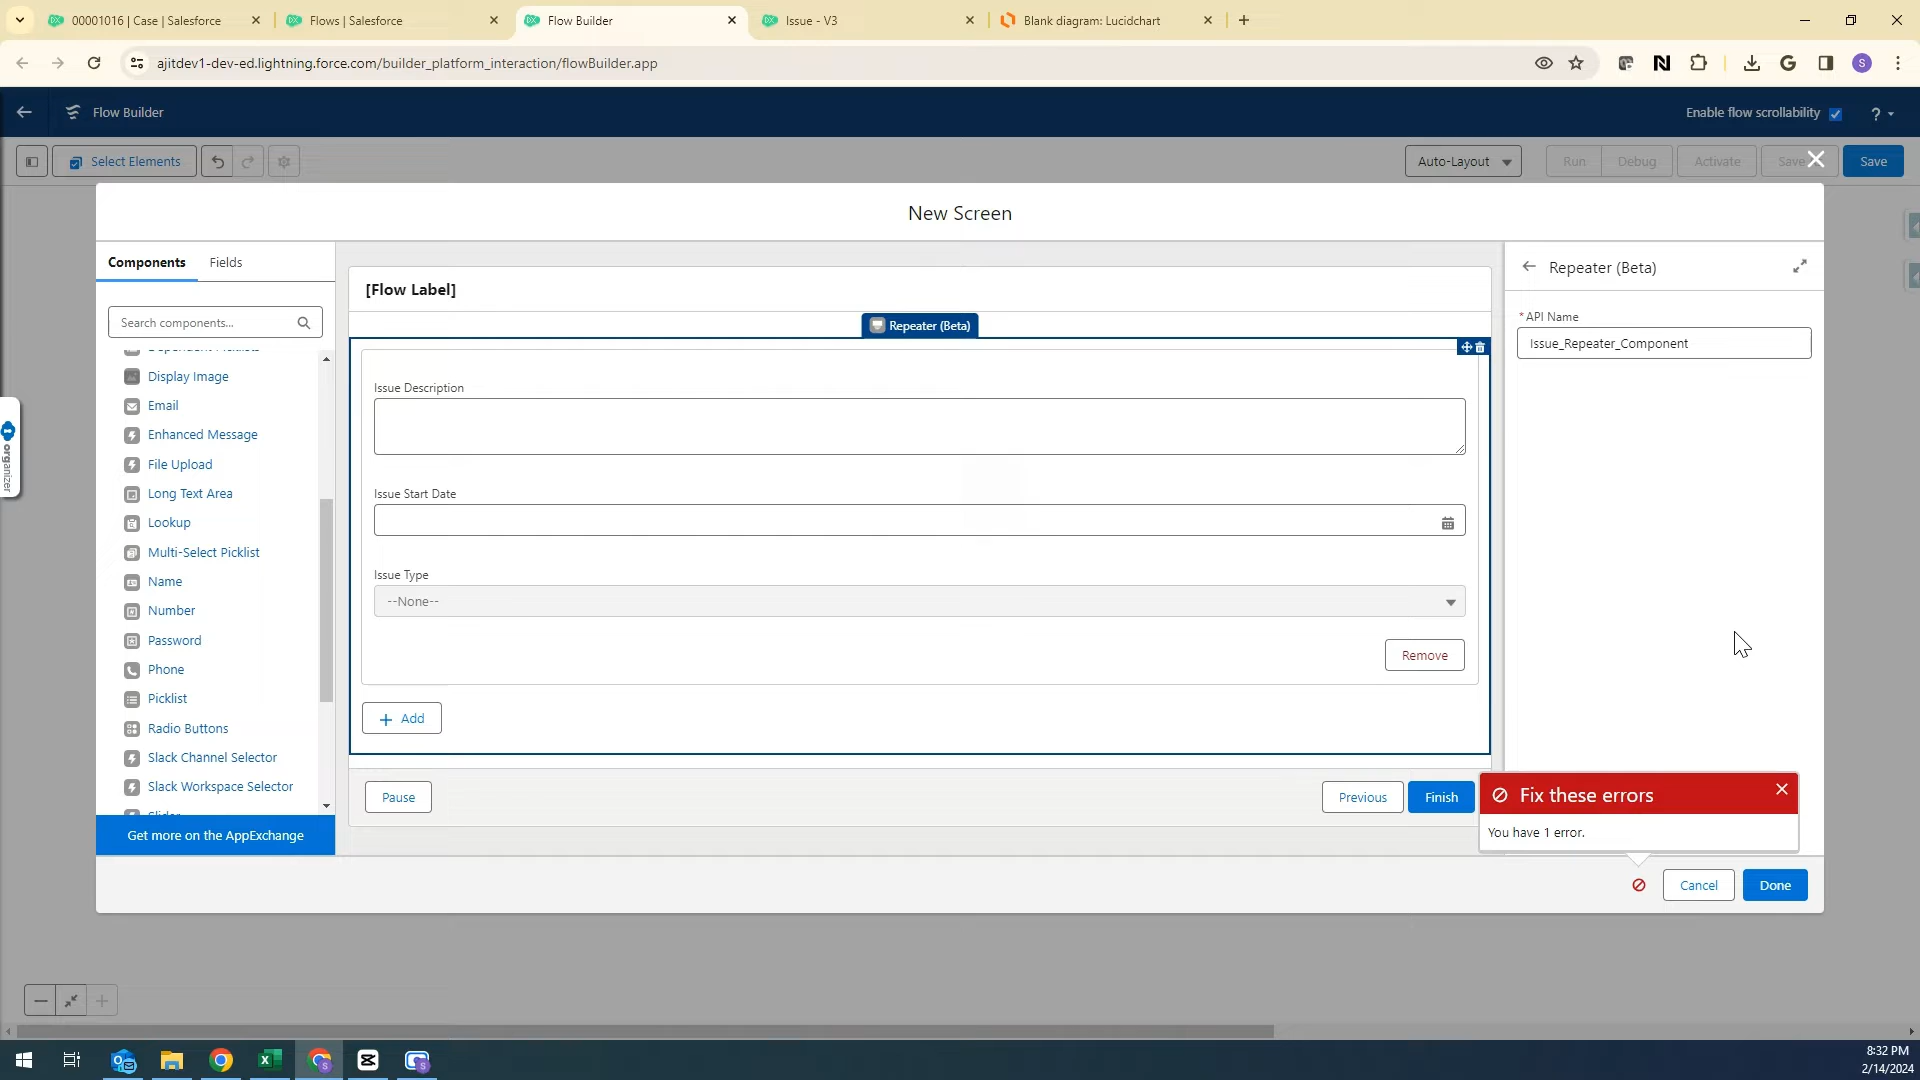 00001016 | Case | Salesforce
Flows | Salesforce
Flow Builder
Issue - V3
Blank diagram: Lucidchart
ajitdev1-dev-ed.lightning.force.com/builder_platform_interaction/flowBuilder.app
S
Flow Builder
Enable flow scrollability
?
Select Elements
Auto-Layout
Run
Debug
Activate
Save
Save
New Screen
Components
Fields
Search components...
Dependent Picklists
Display Image
Email
Enhanced Message
File Upload
Long Text Area
Lookup
Multi-Select Picklist
Name
Number
Password
Phone
Picklist
Radio Buttons
Slack Channel Selector
Slack Workspace Selector
Slider
Get more on the AppExchange
[Flow Label]
Repeater (Beta)
Issue Description
Issue Start Date
Issue Type
--None--
Remove
Add
Pause
Previous
Finish
Repeater (Beta)
* API Name
Issue_Repeater_Component
Fix these errors
You have 1 error.
Cancel
Done
organizer
8:32 PM
2/14/2024